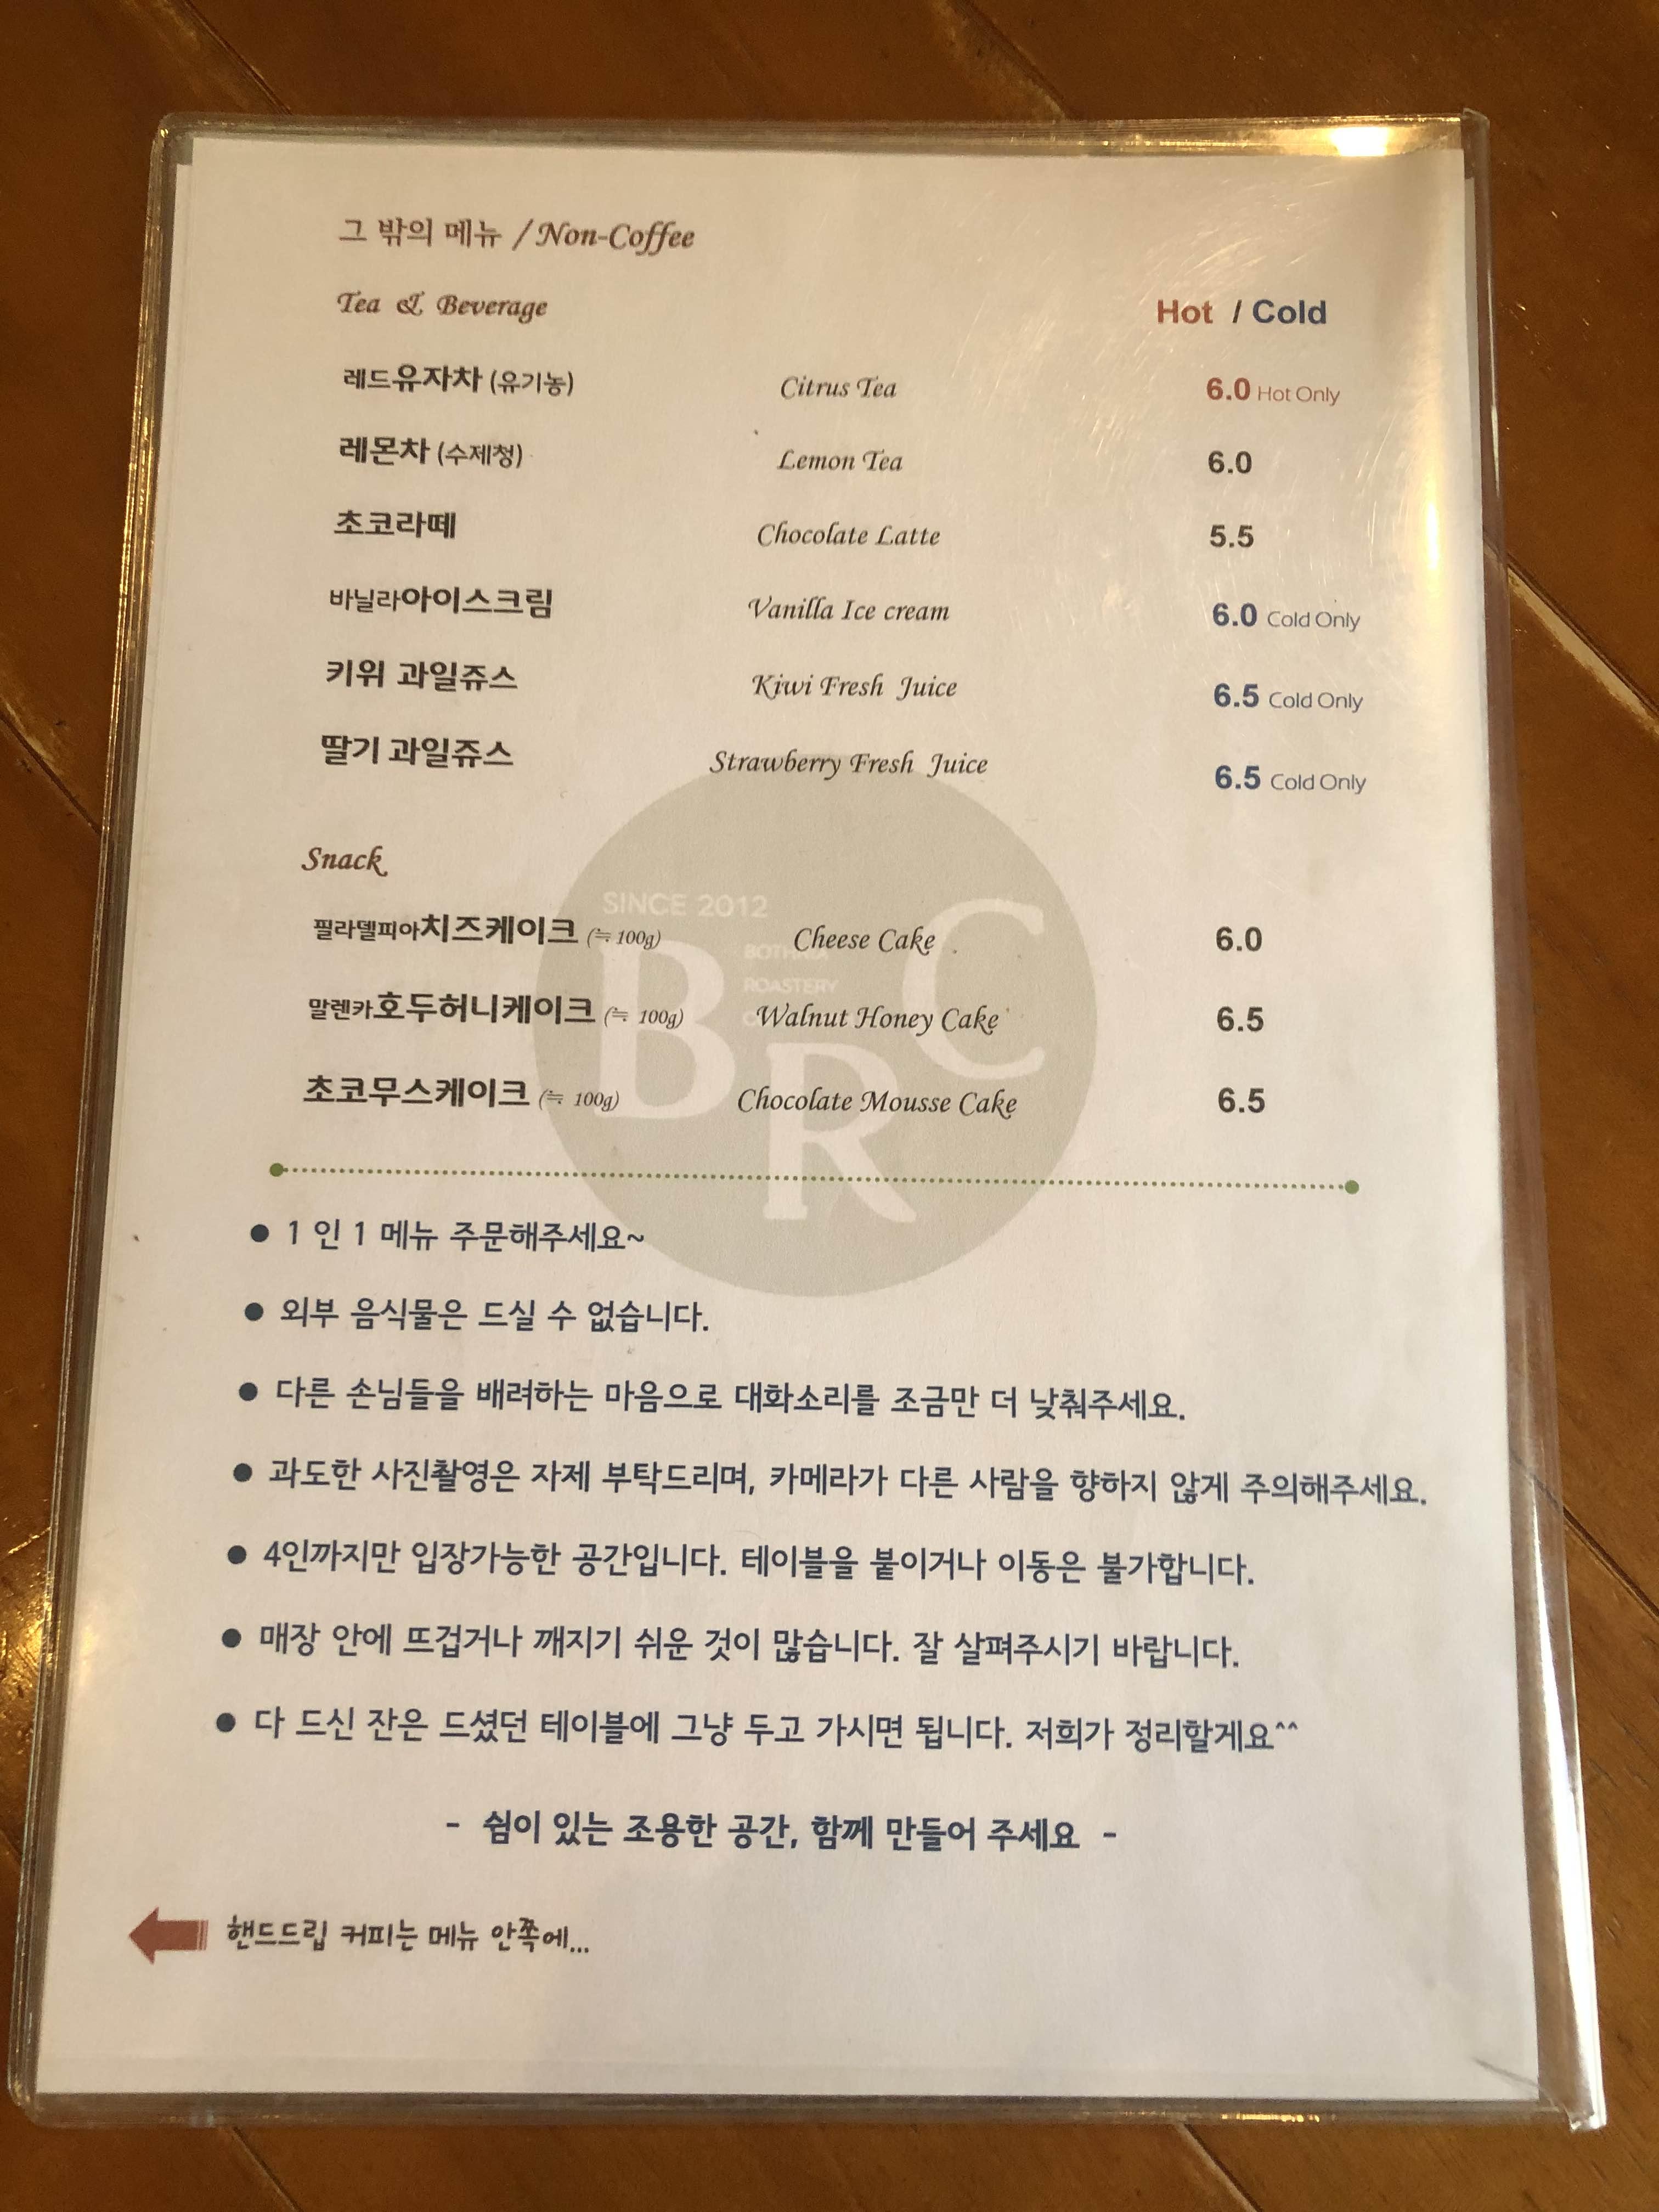 그 밖의 메뉴 / Non-Coffee
Tea & Beverage Hot / Cold
레드유자차 (유기농) Citrus Tea 6.0 Hot Only
레몬차 (수제청) Lemon Tea 6.0
초코라떼 Chocolate Latte 5.5
바닐라아이스크림 Vanilla Ice cream 6.0 Cold Only
키위 과일쥬스 Kiwi Fresh Juice 6.5 Cold Only
딸기 과일쥬스 Strawberry Fresh Juice 6.5 Cold Only
Snack
SINCE 2012
필라델피아치즈케이크 (≒ 100g) Cheese Cake 6.0
ROASTERY
말렌카호두허니케이크 (≒ 100g) Walnut Honey Cake 6.5
B R C
초코무스케이크 (≒ 100g) Chocolate Mousse Cake 6.5
● 1 인 1 메뉴 주문해주세요~
● 외부 음식물은 드실 수 없습니다.
● 다른 손님들을 배려하는 마음으로 대화소리를 조금만 더 낮춰주세요.
● 과도한 사진촬영은 자제 부탁드리며, 카메라가 다른 사람을 향하지 않게 주의해주세요.
● 4인까지만 입장가능한 공간입니다. 테이블을 붙이거나 이동은 불가합니다.
● 매장 안에 뜨겁거나 깨지기 쉬운 것이 많습니다. 잘 살펴주시기 바랍니다.
● 다 드신 잔은 드셨던 테이블에 그냥 두고 가시면 됩니다. 저희가 정리할게요^^
- 쉼이 있는 조용한 공간, 함께 만들어 주세요 -
핸드드립 커피는 메뉴 안쪽에...